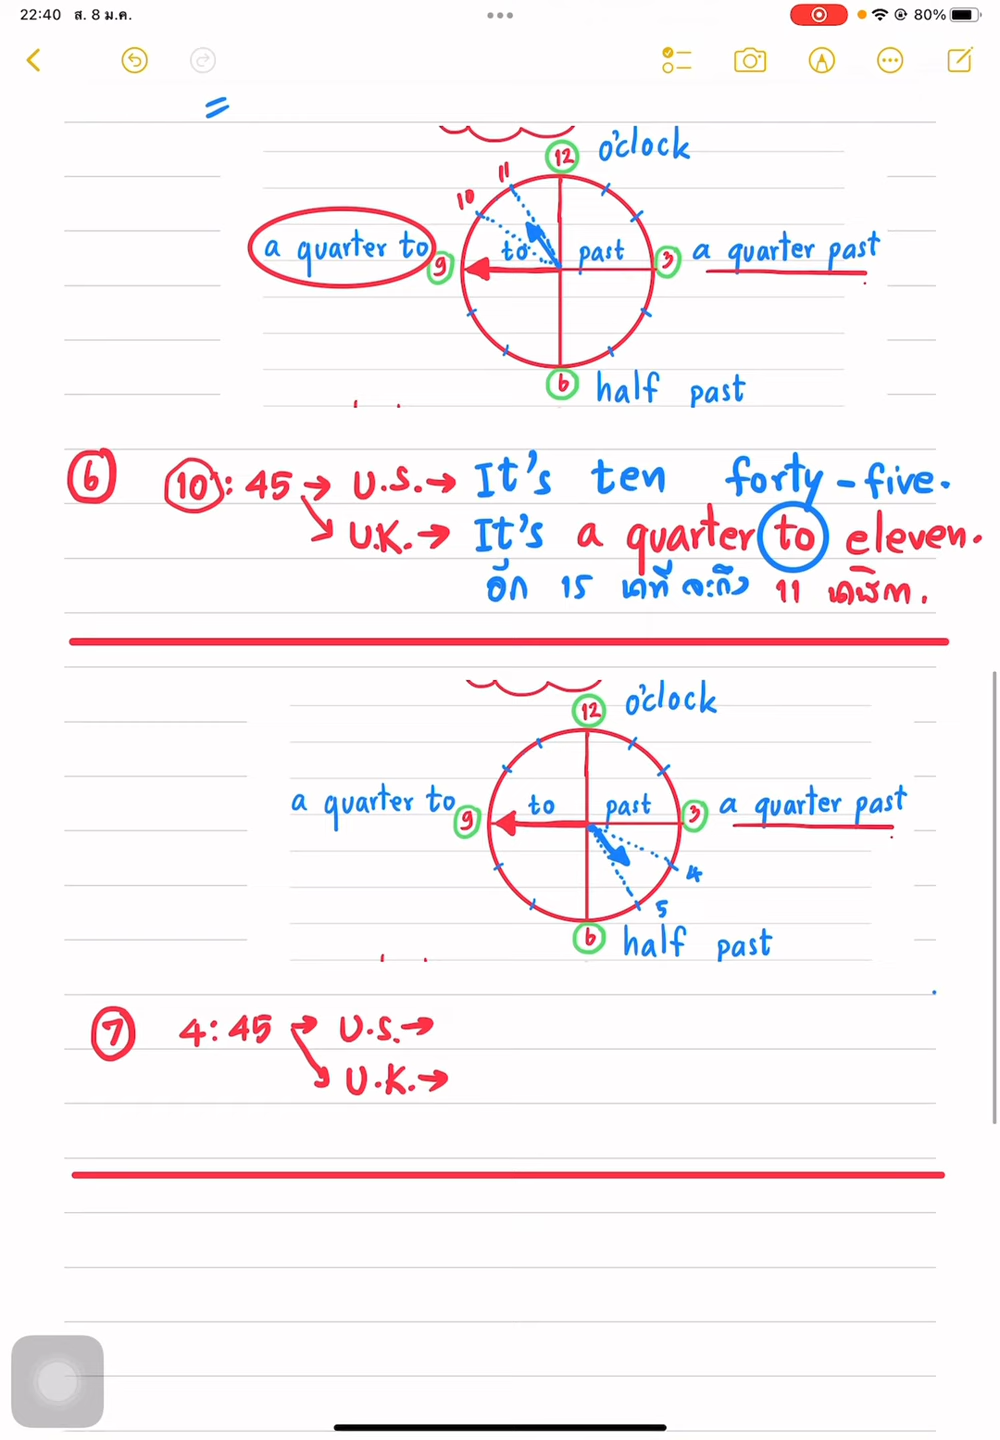 22:40 ส. 8 ม.ค. 80%
12 o'clock
11
10
a quarter to 9 to past 3 a quarter past
6 half past
6 10:45 → U.S. → It's ten forty-five.
U.K. → It's a quarter to eleven.
อีก 15 นาที จะถึง 11 นาฬิกา.
12 o'clock
a quarter to 9 to past 3 a quarter past
4
5
6 half past
7 4:45 → U.S. →
U.K. →